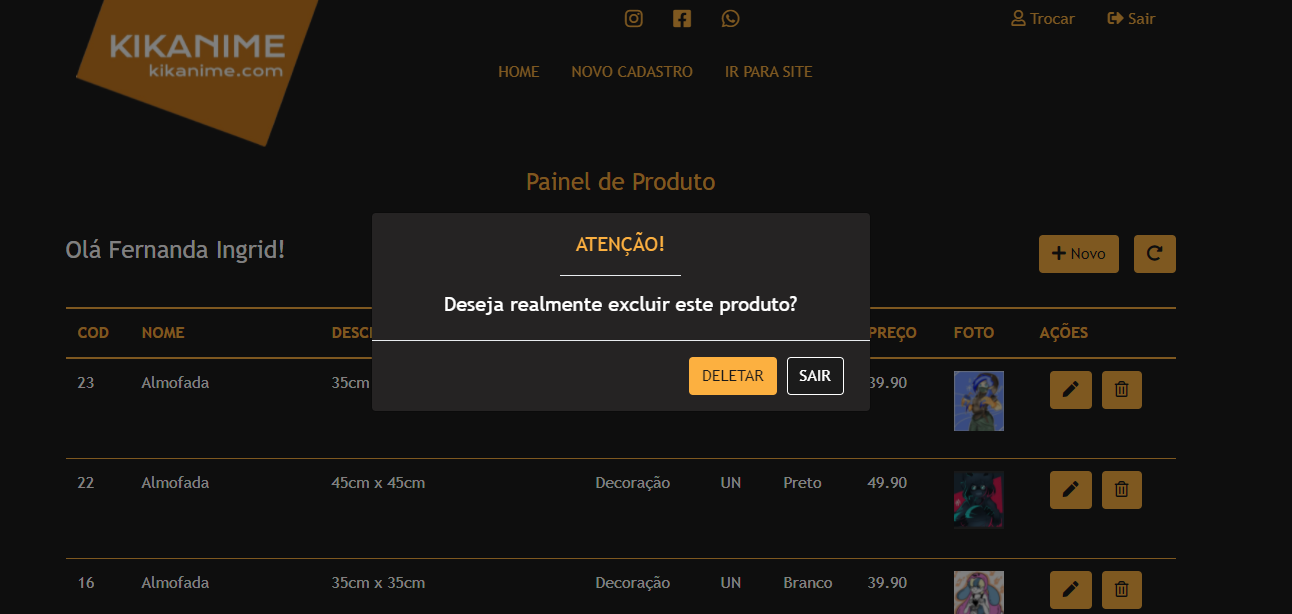 KIKANIME
kikanime.com
Trocar Sair
HOME NOVO CADASTRO IR PARA SITE
Painel de Produto
Olá Fernanda Ingrid!
Novo
ATENÇÃO!
Deseja realmente excluir este produto?
DELETAR SAIR
COD NOME DESC PREÇO FOTO AÇÕES
23 Almofada 35cm 39.90
22 Almofada 45cm x 45cm Decoração UN Preto 49.90
16 Almofada 35cm x 35cm Decoração UN Branco 39.90